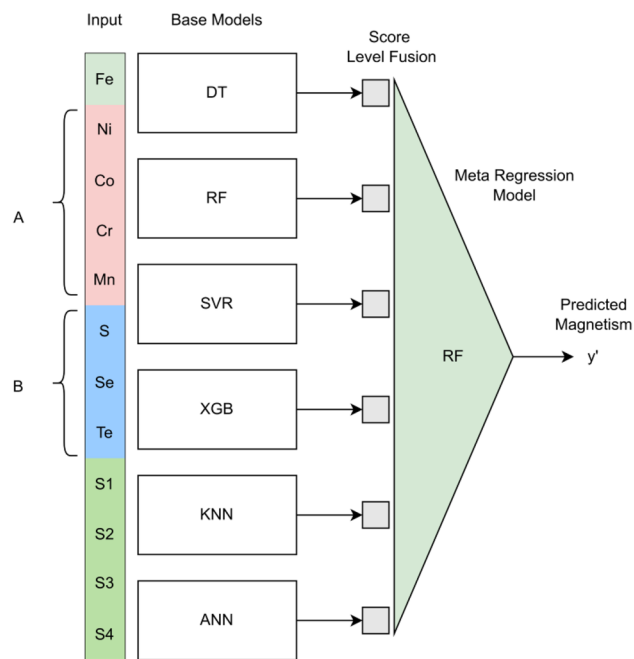 Input
Base Models
Score
Level Fusion
Fe
Ni
Co
Cr
Mn
S
Se
Te
S1
S2
S3
S4
A
B
DT
RF
SVR
XGB
KNN
ANN
Meta Regression
Model
RF
Predicted
Magnetism
y'